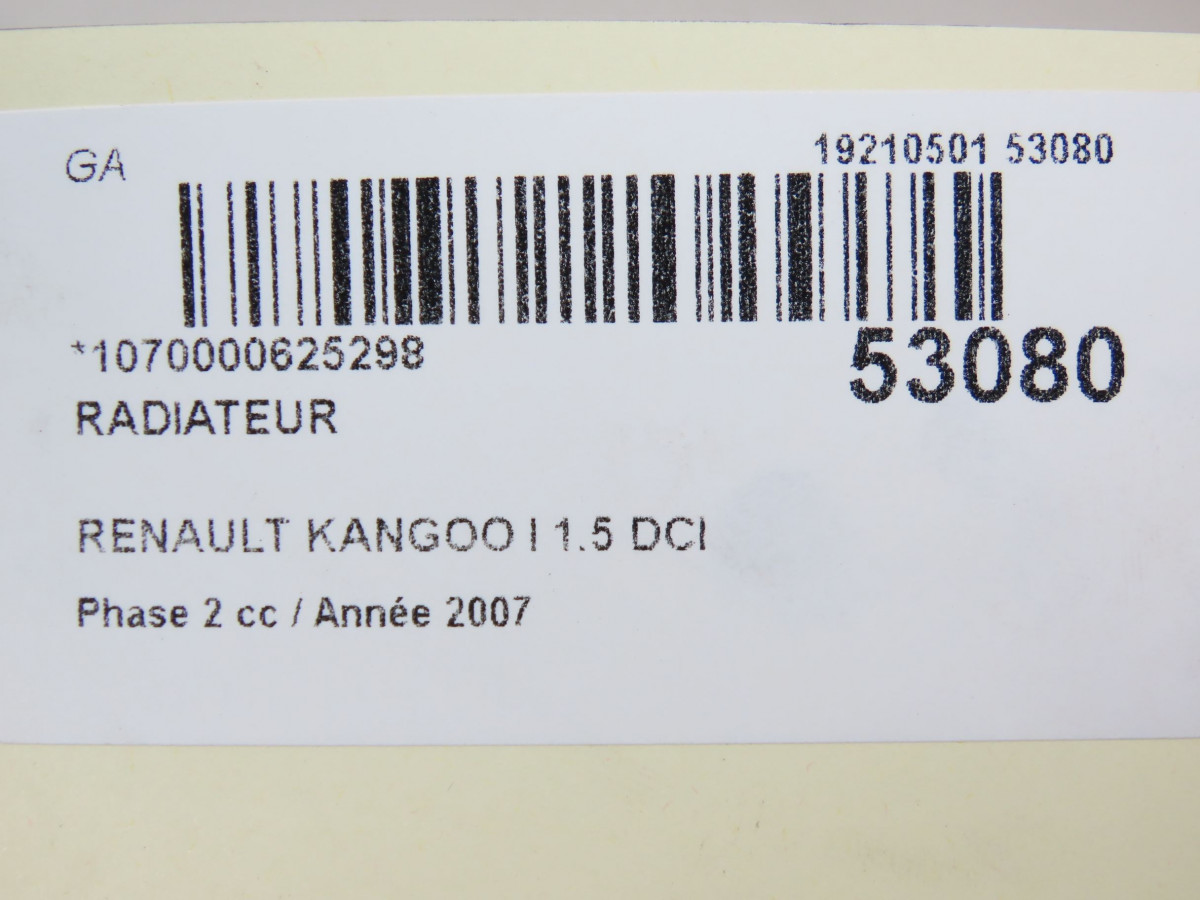 GA
19210501 53080
*1070000625298
53080
RADIATEUR
RENAULT KANGOO I 1.5 DCI
Phase 2 cc / Année 2007